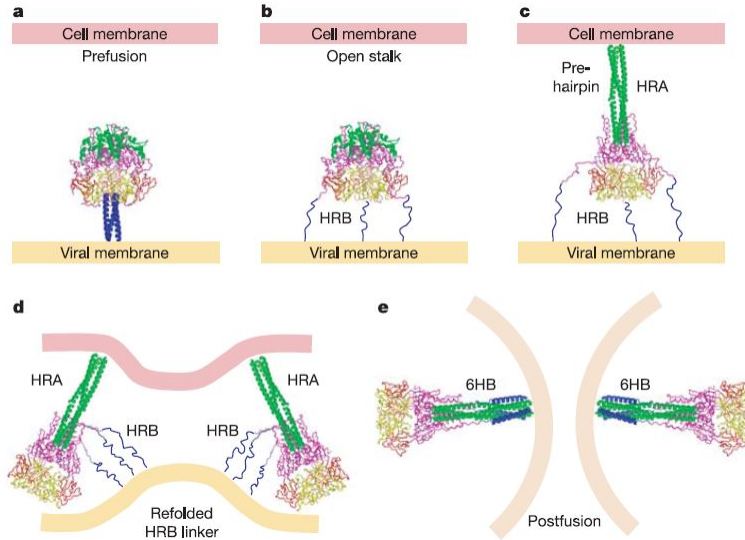 a
Cell membrane
Prefusion
Viral membrane
b
Cell membrane
Open stalk
HRB
Viral membrane
c
Cell membrane
Pre-
hairpin
HRA
HRB
Viral membrane
d
HRA
HRA
HRB
HRB
Refolded
HRB linker
e
6HB
6HB
Postfusion